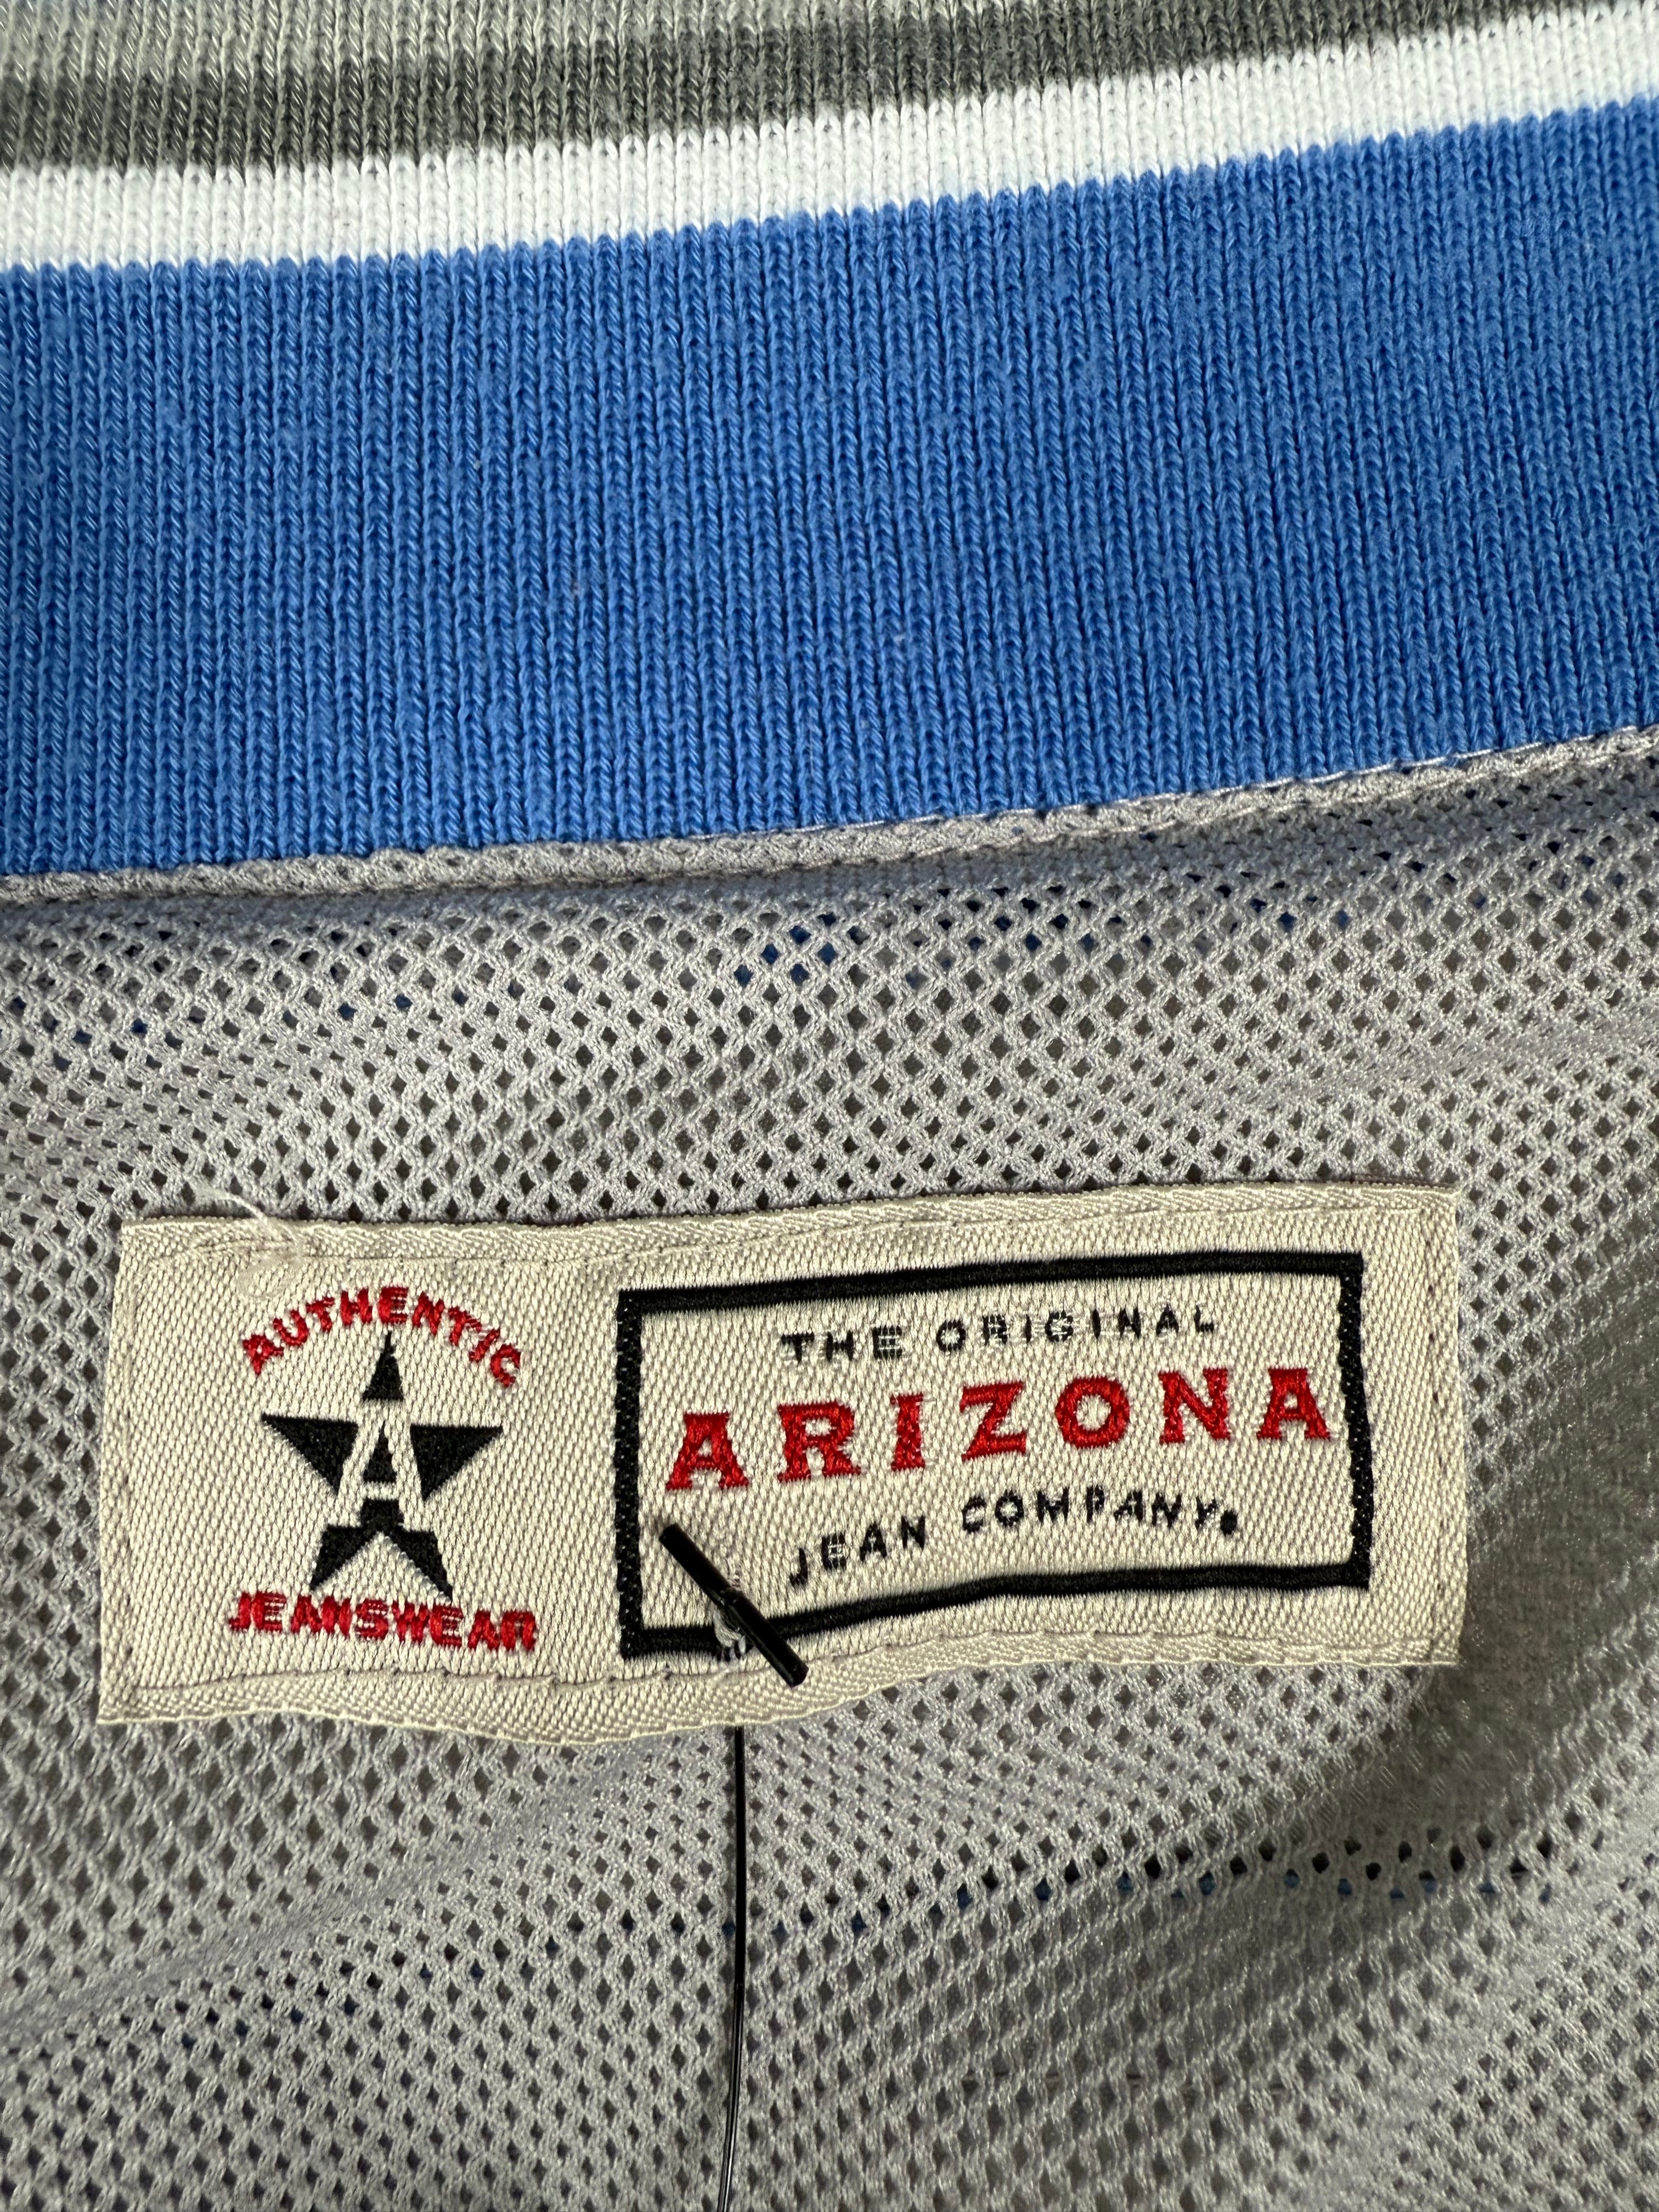 AUTHENTIC
A
JEANSWEAR
THE ORIGINAL
ARIZONA
JEAN COMPANY.